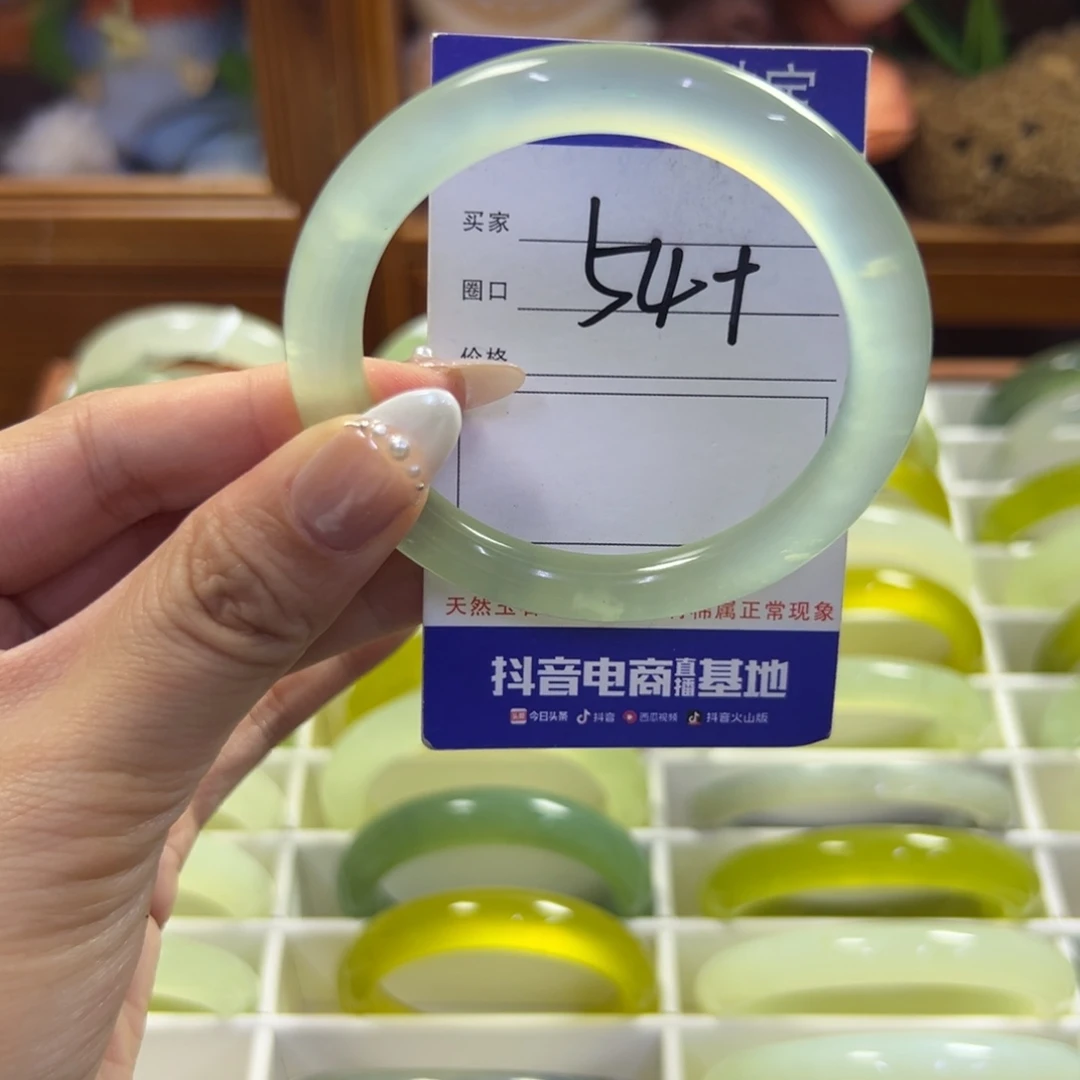 定
买家
圈口
54+
价格
天然玉 棉属正常现象
抖音电商直播基地
今日头条 抖音 西瓜视频 抖音火山版